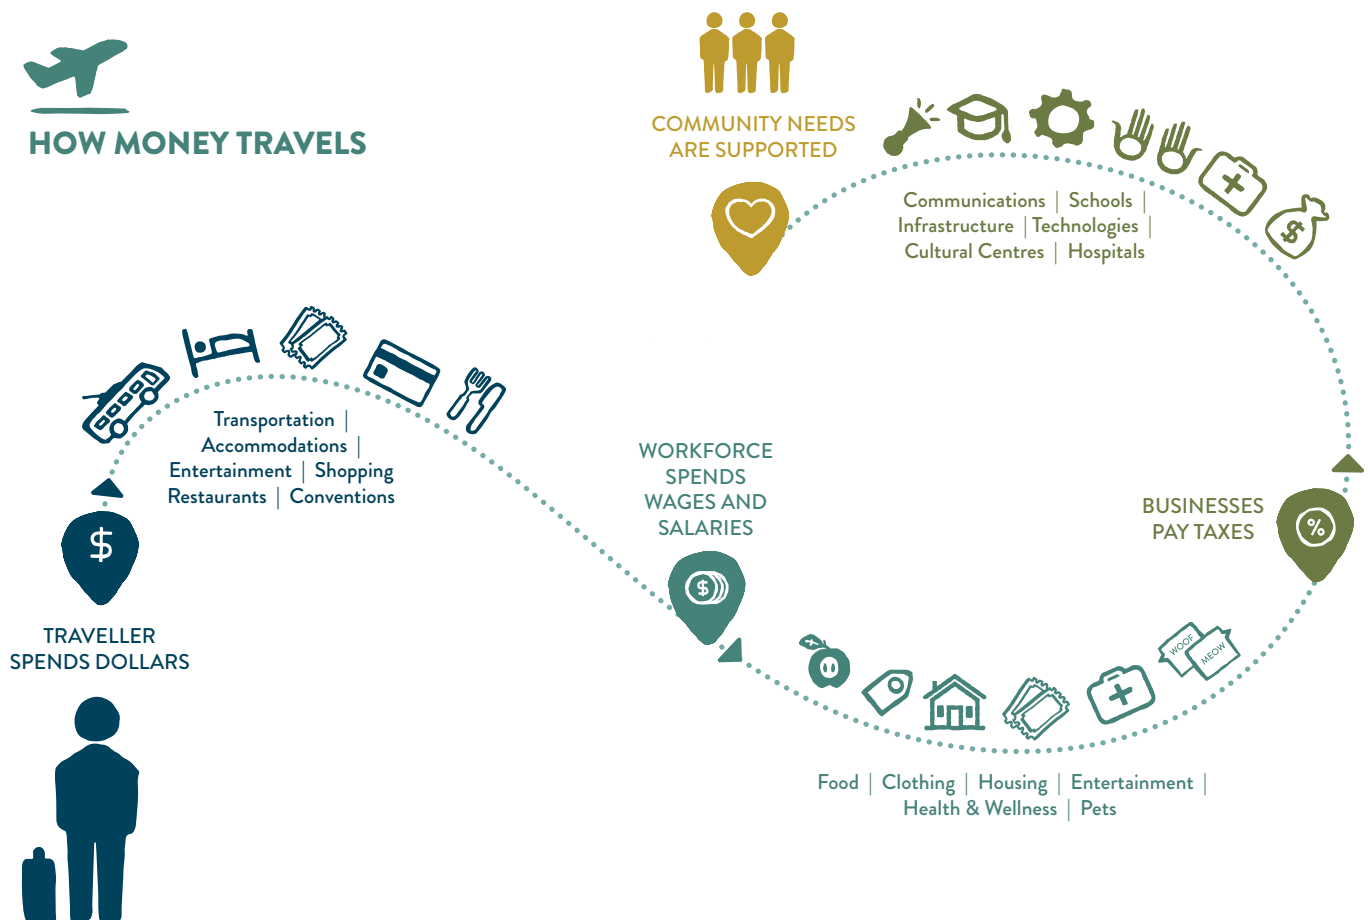 HOW MONEY TRAVELS
COMMUNITY NEEDS
ARE SUPPORTED
Communications | Schools |
Infrastructure | Technologies |
Cultural Centres | Hospitals
$
Transportation |
Accommodations |
Entertainment | Shopping
Restaurants | Conventions
$
TRAVELLER
SPENDS DOLLARS
WORKFORCE
SPENDS
WAGES AND
SALARIES
$
BUSINESSES
PAY TAXES
%
WOOF
MEOW
Food | Clothing | Housing | Entertainment |
Health & Wellness | Pets